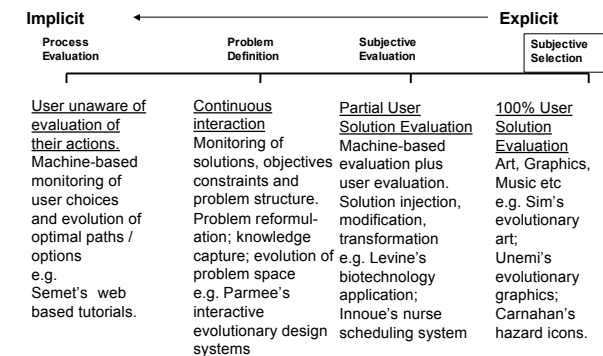 Implicit
Explicit
Process
Evaluation
Problem
Definition
Subjective
Evaluation
Subjective
Selection
User unaware of
evaluation of
their actions.
Machine-based
monitoring of
user choices
and evolution of
optimal paths /
options
e.g.
Semet's web
based tutorials.
Continuous
interaction
Monitoring of
solutions, objectives
constraints and
problem structure.
Problem reformul-
ation; knowledge
capture; evolution of
problem space
e.g. Parmee's
interactive
evolutionary design
systems
Partial User
Solution Evaluation
Machine-based
evaluation plus
user evaluation.
Solution injection,
modification,
transformation
e.g. Levine's
biotechnology
application;
Innoue's nurse
scheduling system
100% User
Solution
Evaluation
Art, Graphics,
Music etc
e.g. Sim's
evolutionary
art;
Unemi's
evolutionary
graphics;
Carnahan's
hazard icons.